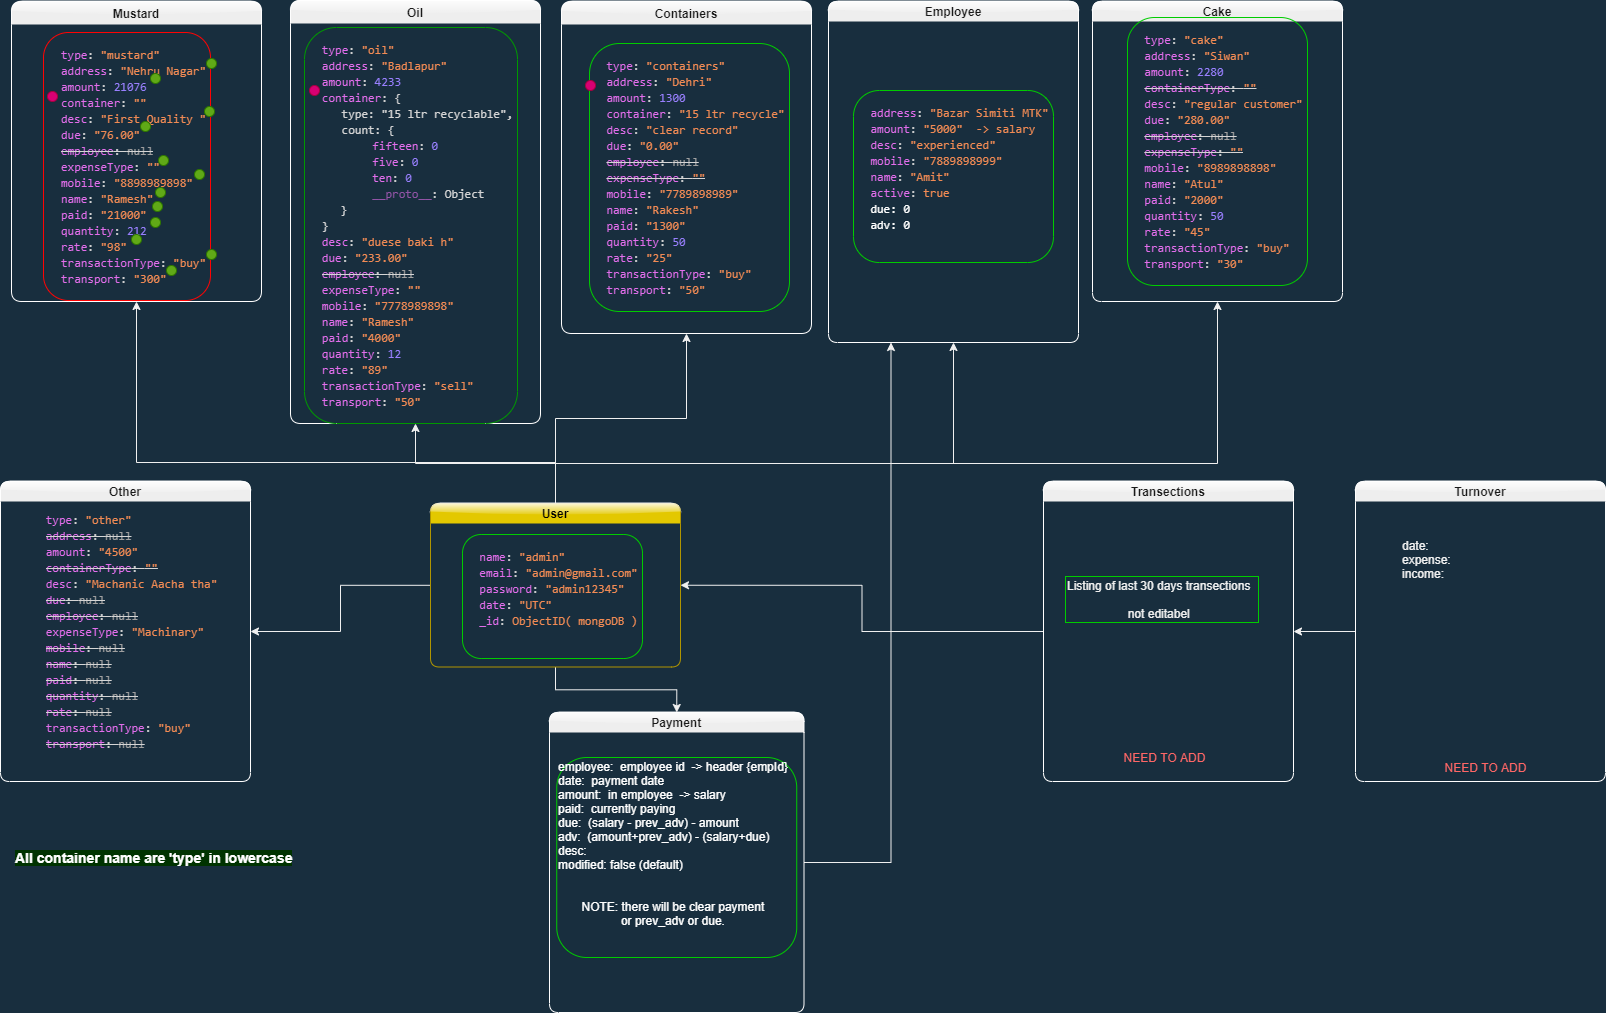 Mustard
type: "mustard"
address: "Nehru Nagar"
amount: 21076
container: ""
desc: "First Quality "
due: "76.00"
employee: null
expenseType: ""
mobile: "8898989898"
name: "Ramesh"
paid: "21000"
quantity: 212
rate: "98"
transactionType: "buy"
transport: "300"
Oil
type: "oil"
address: "Badlapur"
amount: 4233
container: {
type: "15 ltr recyclable",
count: {
fifteen: 0
five: 0
ten: 0
__proto__: Object
}
}
desc: "duese baki h"
due: "233.00"
employee: null
expenseType: ""
mobile: "7778989898"
name: "Ramesh"
paid: "4000"
quantity: 12
rate: "89"
transactionType: "sell"
transport: "50"
Containers
type: "containers"
address: "Dehri"
amount: 1300
container: "15 ltr recycle"
desc: "clear record"
due: "0.00"
employee: null
expenseType: ""
mobile: "7789898989"
name: "Rakesh"
paid: "1300"
quantity: 50
rate: "25"
transactionType: "buy"
transport: "50"
Employee
address: "Bazar Simiti MTK"
amount: "5000"  -> salary
desc: "experienced"
mobile: "7889898999"
name: "Amit"
active: true
due: 0
adv: 0
Cake
type: "cake"
address: "Siwan"
amount: 2280
containerType: ""
desc: "regular customer"
due: "280.00"
employee: null
expenseType: ""
mobile: "8989898898"
name: "Atul"
paid: "2000"
quantity: 50
rate: "45"
transactionType: "buy"
transport: "30"
Other
type: "other"
address: null
amount: "4500"
containerType: ""
desc: "Machanic Aacha tha"
due: null
employee: null
expenseType: "Machinary"
mobile: null
name: null
paid: null
quantity: null
rate: null
transactionType: "buy"
transport: null
User
name: "admin"
email: "admin@gmail.com"
password: "admin12345"
date: "UTC"
_id: ObjectID( mongoDB )
Transections
Listing of last 30 days transections
not editabel
NEED TO ADD
Turnover
date:
expense:
income:
NEED TO ADD
Payment
employee:  employee id  -> header {empId}
date:  payment date
amount:  in employee  -> salary
paid:  currently paying
due:  (salary - prev_adv) - amount
adv:  (amount+prev_adv) - (salary+due)
desc:
modified: false (default)
NOTE: there will be clear payment
or prev_adv or due.
All container name are 'type' in lowercase